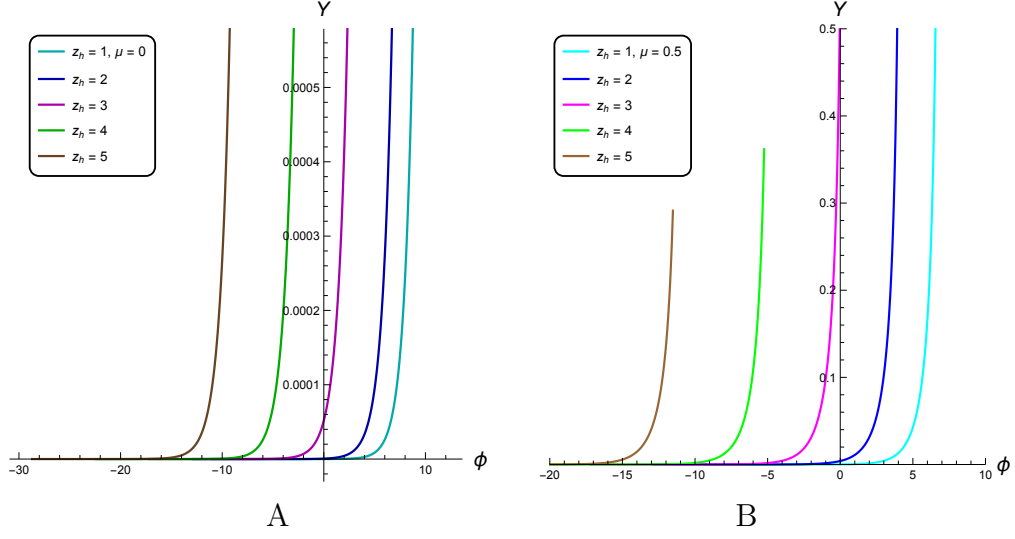 Y
z_h = 1, μ = 0
z_h = 2
z_h = 3
z_h = 4
z_h = 5
0.0005
0.0004
0.0003
0.0002
0.0001
-30
-20
-10
0
10
ϕ
A
Y
z_h = 1, μ = 0.5
z_h = 2
z_h = 3
z_h = 4
z_h = 5
0.5
0.4
0.3
0.2
0.1
-20
-15
-10
-5
0
5
10
ϕ
B